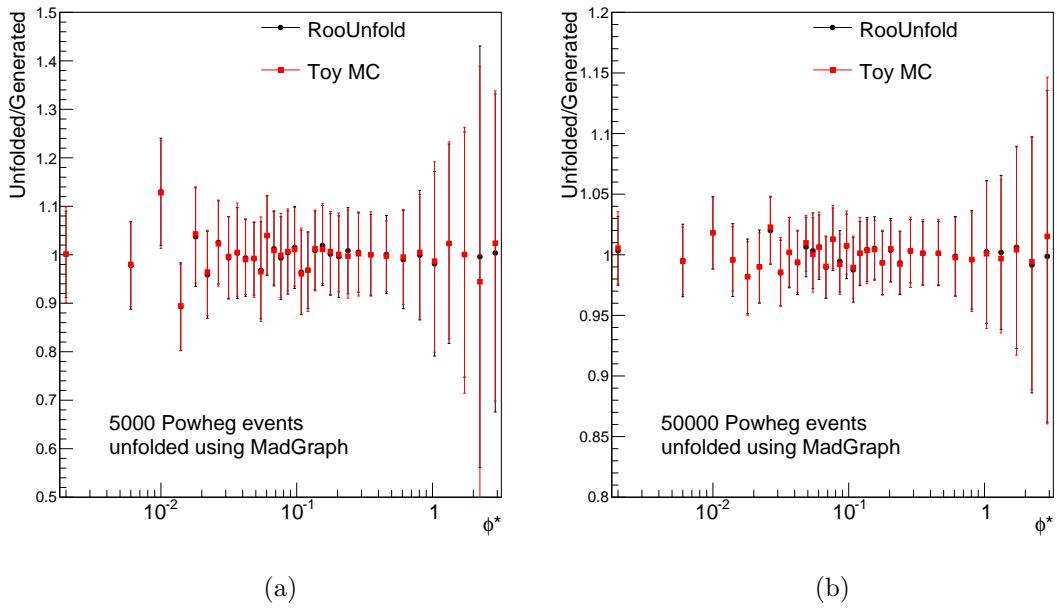 Unfolded/Generated
1.5
1.4
1.3
1.2
1.1
1
0.9
0.8
0.7
0.6
0.5
RooUnfold
Toy MC
5000 Powheg events
unfolded using MadGraph
10⁻²
10⁻¹
1
ϕ*
(a)
Unfolded/Generated
1.2
1.15
1.1
1.05
1
0.95
0.9
0.85
0.8
RooUnfold
Toy MC
50000 Powheg events
unfolded using MadGraph
10⁻²
10⁻¹
1
ϕ*
(b)